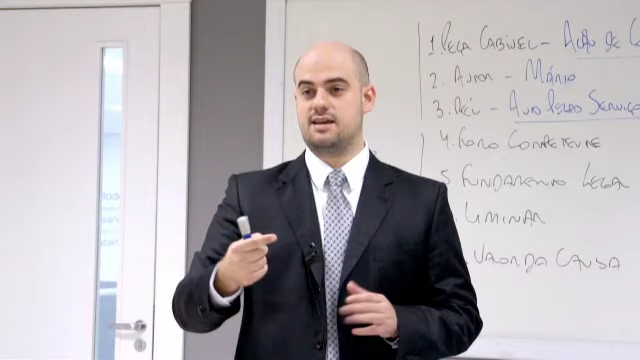 1. PEÇA CABÍVEL - AÇÃO DE
2. AUTOR - MÁRIO
3. RÉU - AUTO PEÇAS SERVIÇO
4. FORO COMPETENTE
5. FUNDAMENTO LEGAL
LIMINAR
VALOR DA CAUSA